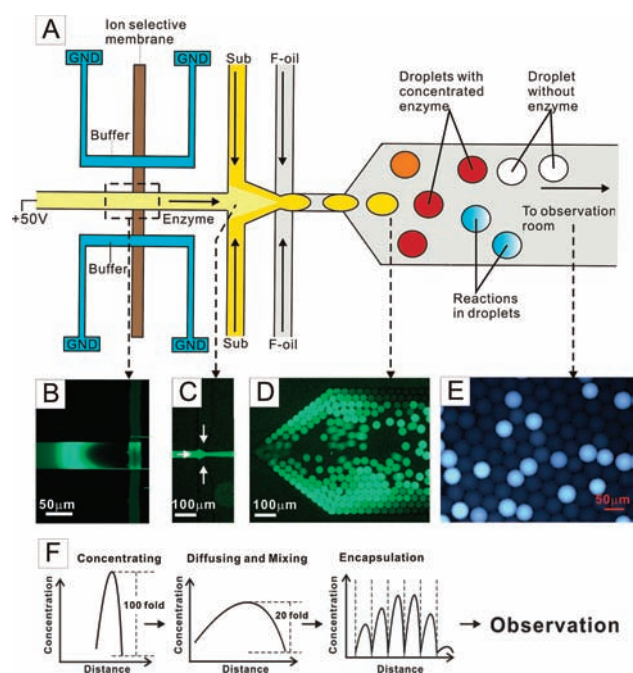 A
Ion selective
membrane
GND
GND
Sub
F-oil
Buffer
Droplets with
concentrated
enzyme
Droplet
without
enzyme
+50V
Enzyme
To observation
room
Buffer
Reactions
in droplets
GND
GND
Sub
F-oil
B
50μm
C
100μm
D
100μm
E
50μm
F
Concentrating
Concentration
100 fold
Distance
Diffusing and Mixing
Concentration
20 fold
Distance
Encapsulation
Concentration
Distance
Observation